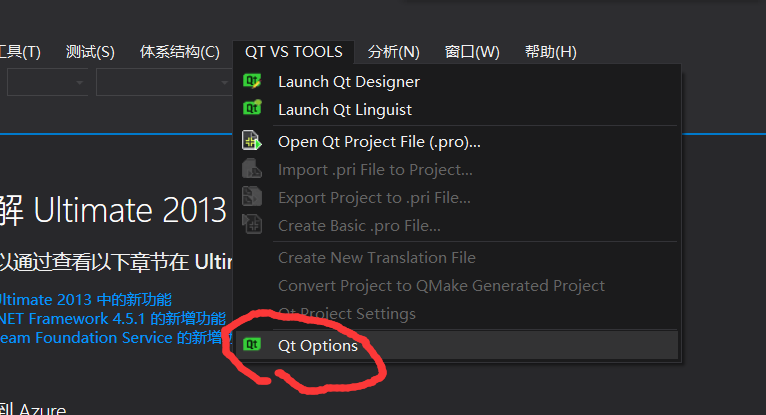 工具(T) 测试(S) 体系结构(C) QT VS TOOLS 分析(N) 窗口(W) 帮助(H)
Launch Qt Designer
Launch Qt Linguist
Open Qt Project File (.pro)...
Import .pri File to Project...
Export Project to .pri File...
Create Basic .pro File...
Create New Translation File
Convert Project to QMake Generated Project
Qt Project Settings
Qt Options
解 Ultimate 2013
以通过查看以下章节在 Ultim
Ultimate 2013 中的新功能
.NET Framework 4.5.1 的新增功能
Team Foundation Service 的新增功
到 Azure